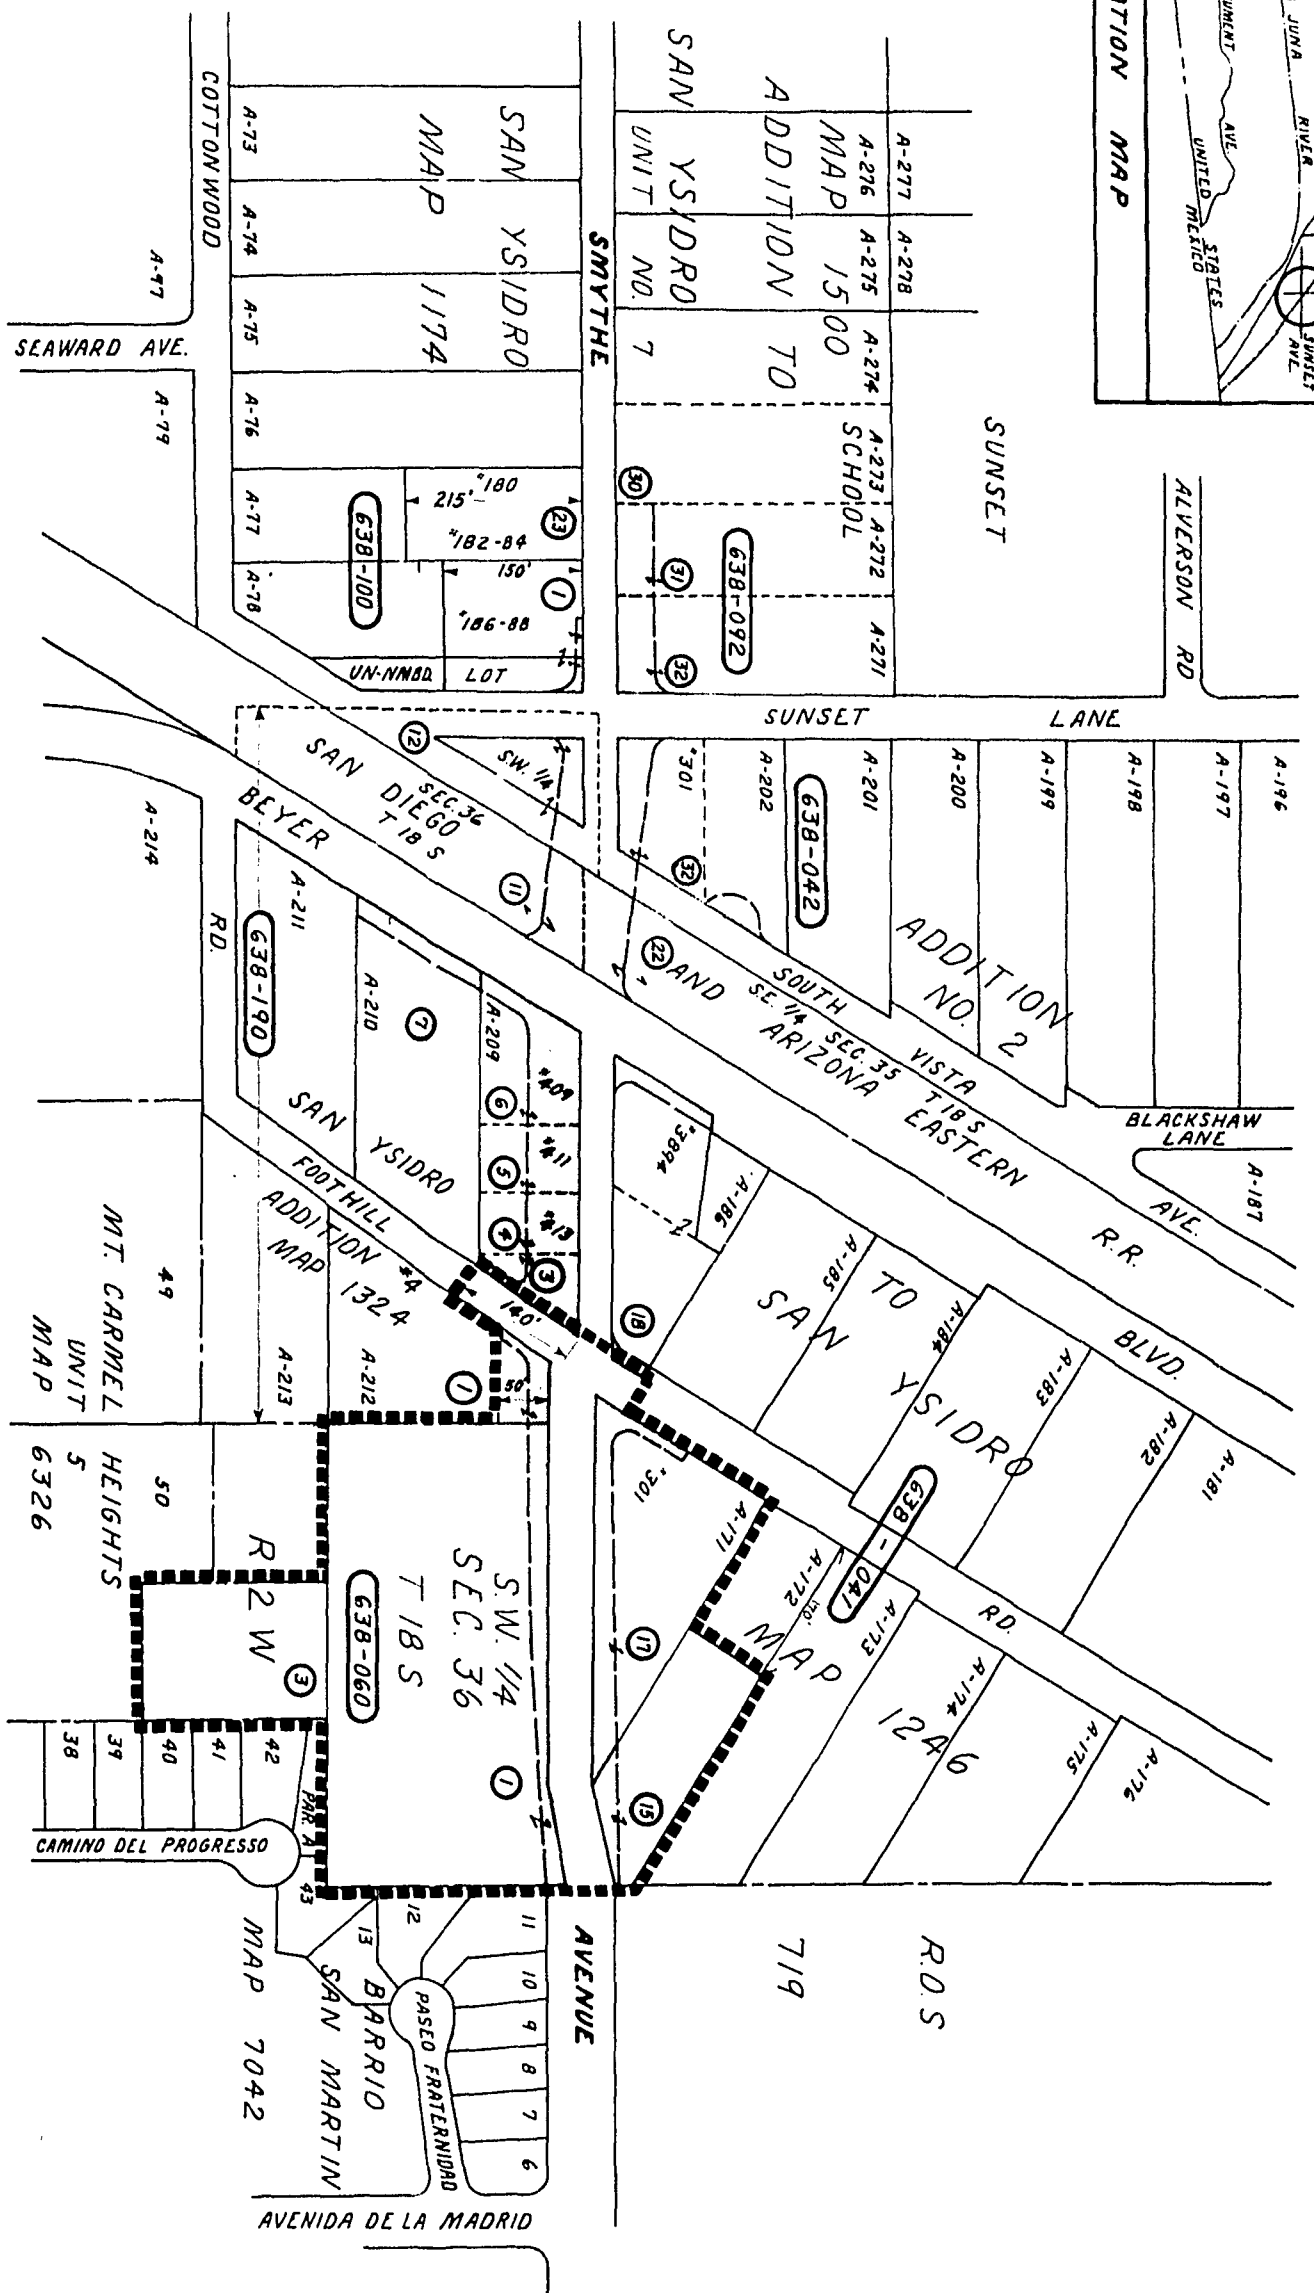 JUNA RIVER
AVE.
UNITED STATES
MEXICO
SUNSET
AVE.
MAP
COTTONWOOD
A-73
A-74
A-75
A-76
A-77
A-78
A-97
A-79
SEAWARD AVE.
SAN YSIDRO
MAP 1174
SMYTHE
SAN YSIDRO
UNIT NO. 7
ADDITION TO
MAP 1500
A-277
A-278
A-276
A-275
A-274
A-273
A-272
A-271
SCHOOL
SUNSET
ALVERSON RD
638-100
#180
215'
#182-84
23
150'
1
#186-88
UN-NMBD. LOT
30
31
32
638-092
SUNSET LANE
A-196
A-197
A-198
A-199
A-200
A-201
A-202
#301
32
638-042
ADDITION
NO. 2
12
S.W. 1/4
SEC. 36
T 18 S
SAN DIEGO
11
22
AND
ARIZONA EASTERN R.R.
S.E. 1/4 SEC. 35 T 18 S
SOUTH VISTA AVE.
BEYER BLVD.
BLACKSHAW
LANE
A-187
A-214
RD.
A-211
638-190
A-210
7
A-209
6
5
4
3
#409
#411
#413
SAN YSIDRO
FOOTHILL RD.
ADDITION #4
MAP 1324
140'
50'
1
A-212
A-213
49
50
MT. CARMEL HEIGHTS
UNIT 5
MAP 6326
#3894
A-186
A-185
A-184
A-183
A-182
A-181
18
TO
SAN YSIDRO
MAP 1246
638-041
#301
A-171
A-172
170'
A-173
A-174
A-175
A-176
17
15
S.W. 1/4
SEC. 36
T 18 S
R 2 W
638-060
3
1
38
39
40
41
42
PAR. A
43
CAMINO DEL PROGRESSO
AVENUE
R.O.S
719
13
12
11
10
9
8
7
6
PASEO FRATERNIDAD
BARRIO
SAN MARTIN
MAP 7042
AVENIDA DE LA MADRID